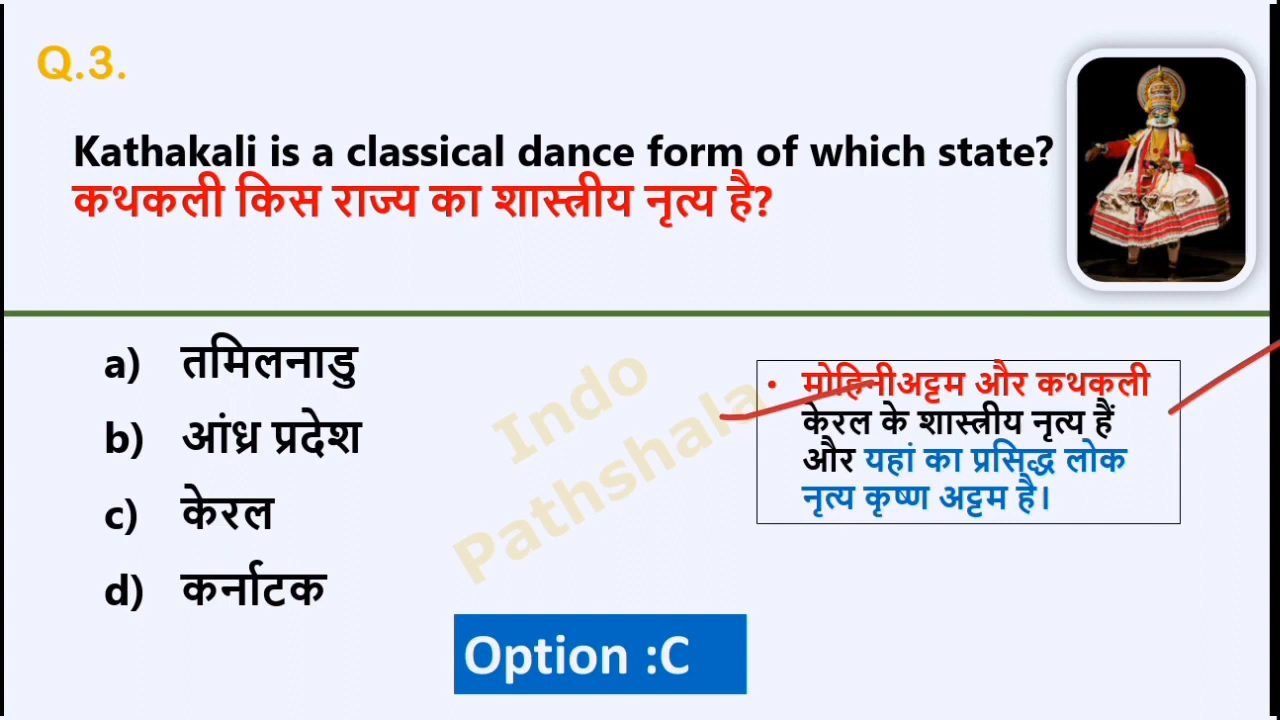 Q.3.
Kathakali is a classical dance form of which state?
कथकली किस राज्य का शास्त्रीय नृत्य है?
a) तमिलनाडु
b) आंध्र प्रदेश
c) केरल
d) कर्नाटक
Indo
Pathshala
• मोहिनीअट्टम और कथकली
केरल के शास्त्रीय नृत्य हैं
और यहां का प्रसिद्ध लोक
नृत्य कृष्ण अट्टम है।
Option :C